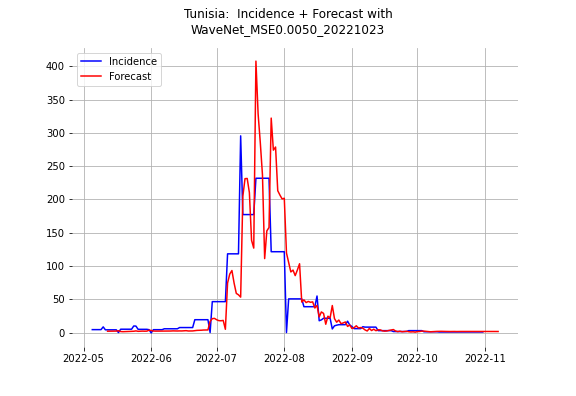 Tunisia:  Incidence + Forecast with
WaveNet_MSE0.0050_20221023
Incidence
Forecast
400
350
300
250
200
150
100
50
0
2022-05 2022-06 2022-07 2022-08 2022-09 2022-10 2022-11